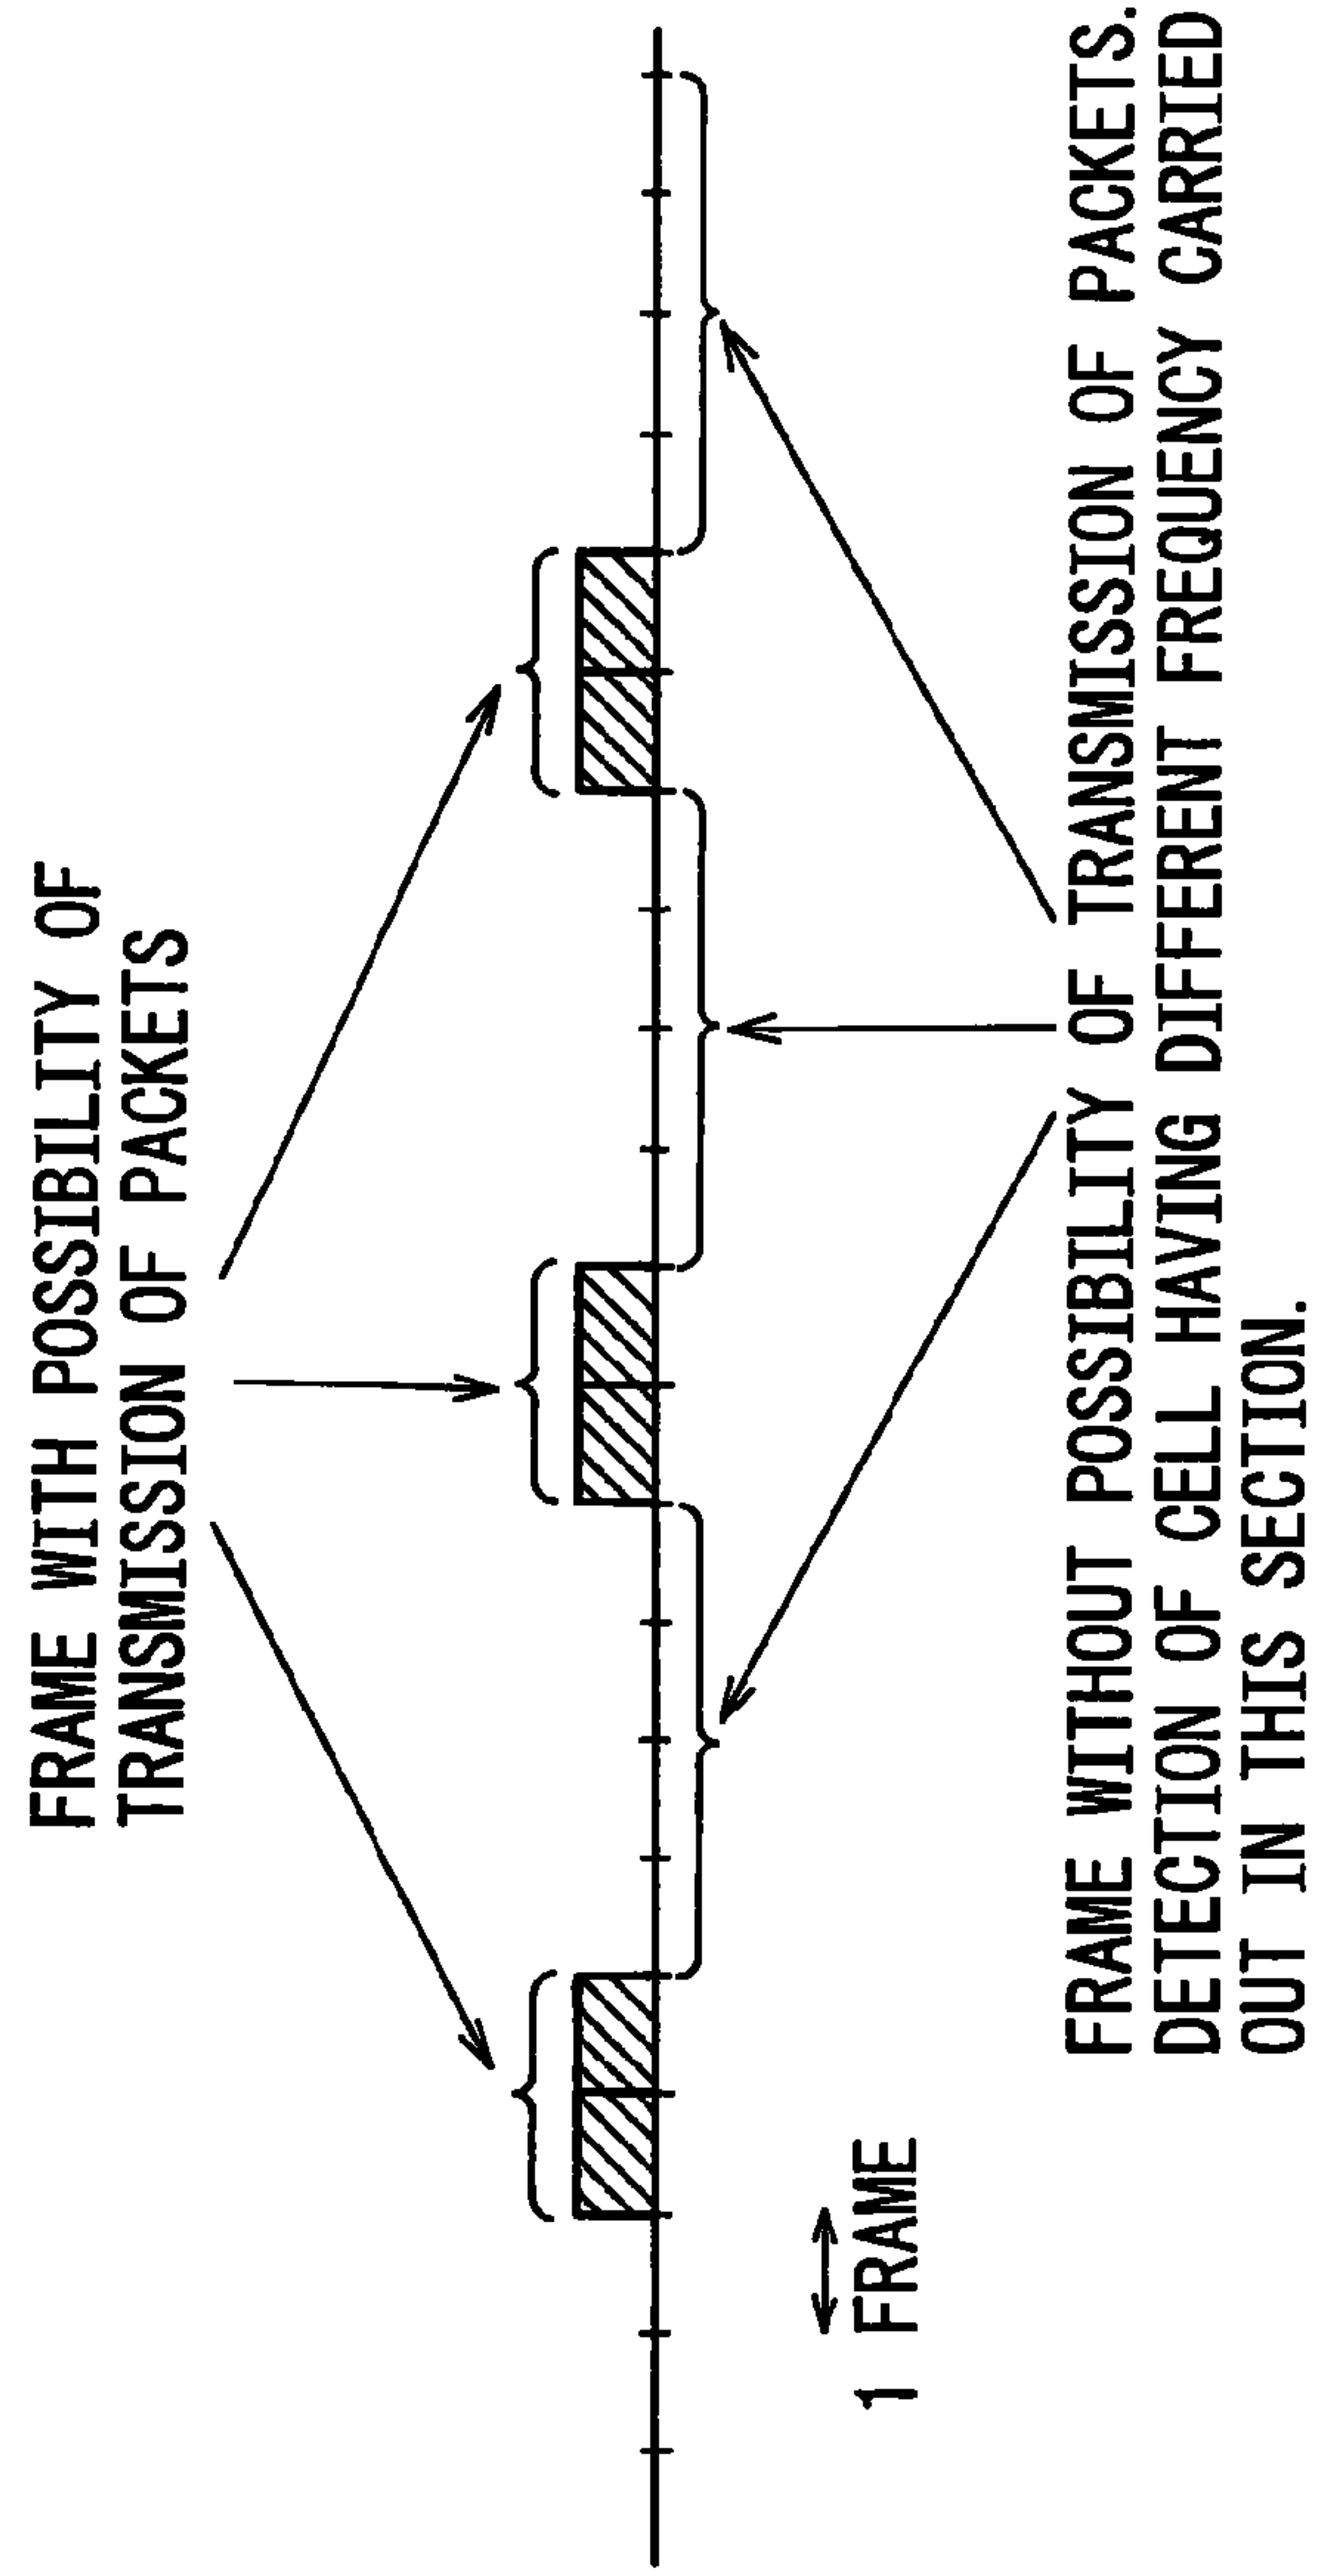 FRAME WITH POSSIBILITY OF
TRANSMISSION OF PACKETS
1 FRAME
FRAME WITHOUT POSSIBILITY OF TRANSMISSION OF PACKETS.
DETECTION OF CELL HAVING DIFFERENT FREQUENCY CARRIED
OUT IN THIS SECTION.